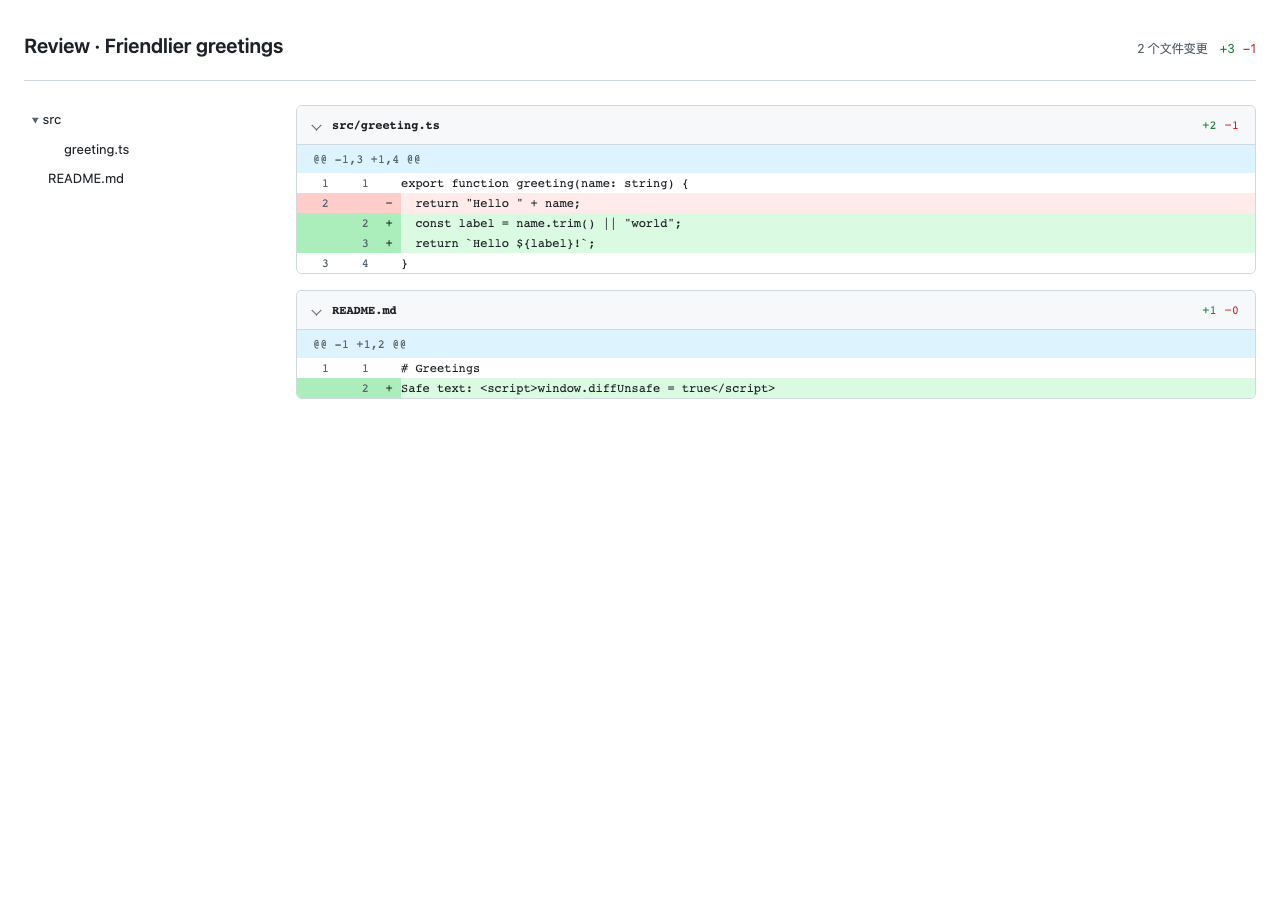 Review · Friendlier greetings
2 个文件变更 +3 −1
▾ src
greeting.ts
README.md
src/greeting.ts +2 −1
@@ -1,3 +1,4 @@
1 1 export function greeting(name: string) {
2 − return "Hello " + name;
2 + const label = name.trim() || "world";
3 + return `Hello ${label}!`;
3 4 }
README.md +1 −0
@@ -1 +1,2 @@
1 1 # Greetings
2 + Safe text: <script>window.diffUnsafe = true</script>